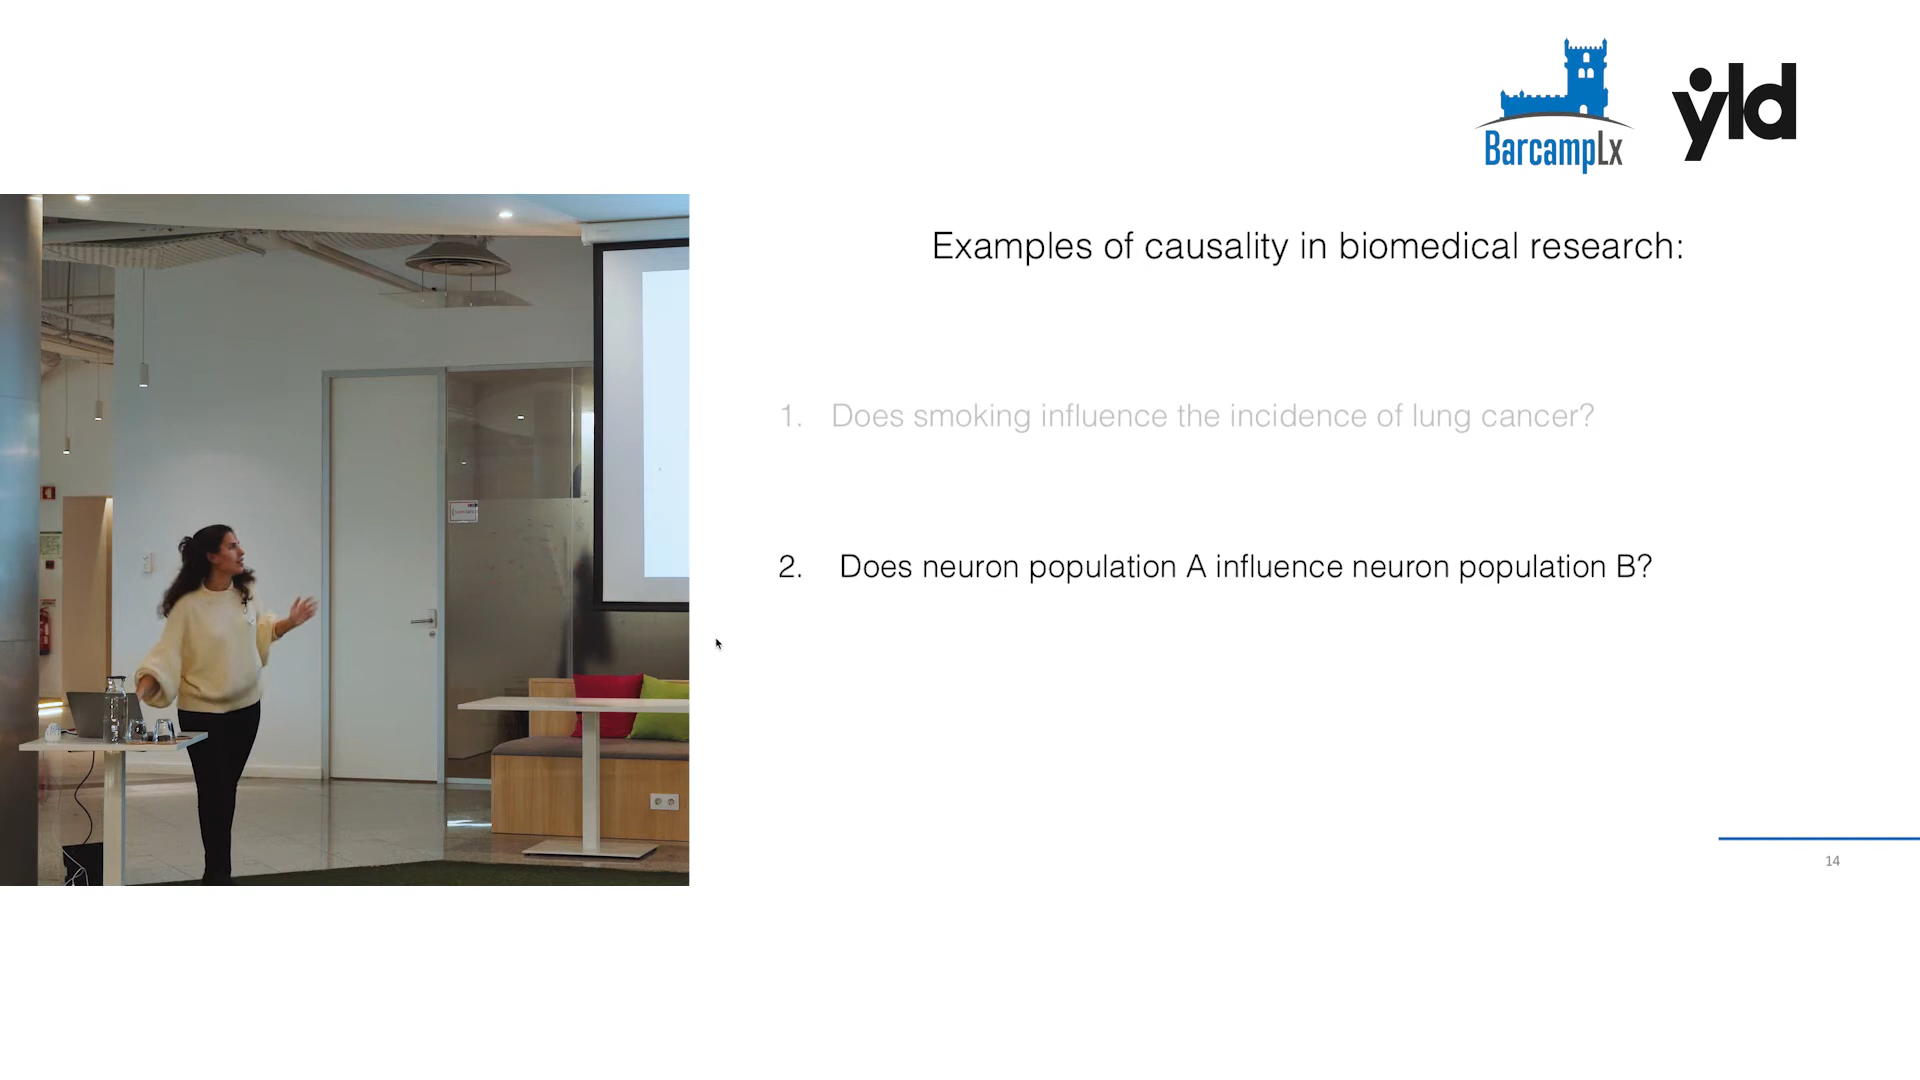 BarcampLx
yld
Examples of causality in biomedical research:
1. Does smoking influence the incidence of lung cancer?
2. Does neuron population A influence neuron population B?
14